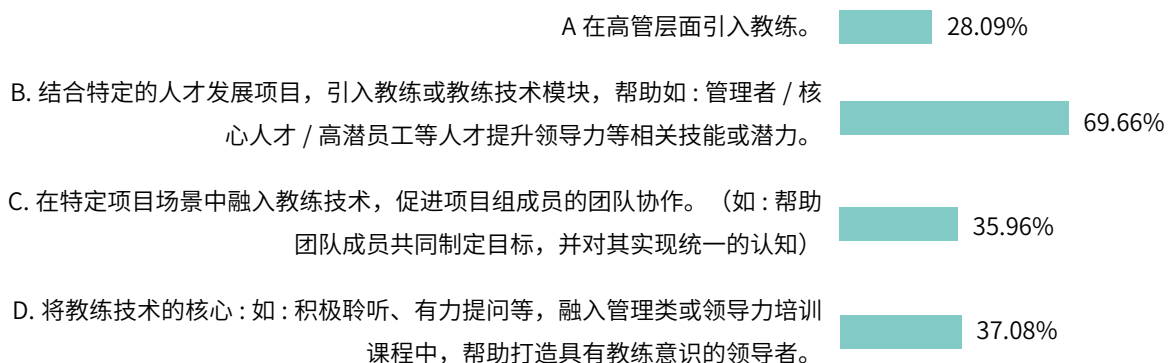 A 在高管层面引入教练。
28.09%
B. 结合特定的人才发展项目，引入教练或教练技术模块，帮助如 : 管理者 / 核
心人才 / 高潜员工等人才提升领导力等相关技能或潜力。
69.66%
C. 在特定项目场景中融入教练技术，促进项目组成员的团队协作。（如 : 帮助
团队成员共同制定目标，并对其实现统一的认知）
35.96%
D. 将教练技术的核心 : 如 : 积极聆听、有力提问等，融入管理类或领导力培训
课程中，帮助打造具有教练意识的领导者。
37.08%